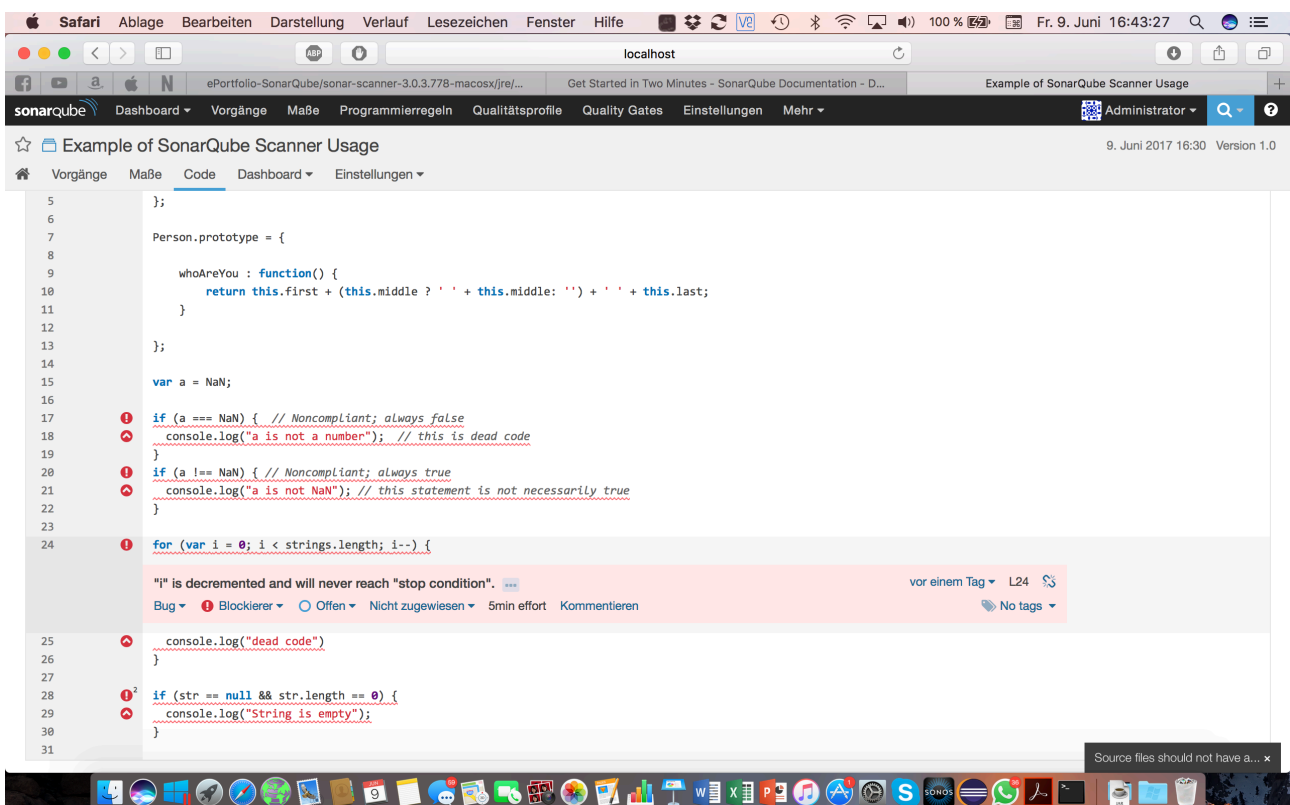 Safari Ablage Bearbeiten Darstellung Verlauf Lesezeichen Fenster Hilfe 100 % Fr. 9. Juni 16:43:27
ABP localhost
a. N ePortfolio-SonarQube/sonar-scanner-3.0.3.778-macosx/jre/... Get Started in Two Minutes - SonarQube Documentation - D... Example of SonarQube Scanner Usage +
sonarqube Dashboard Vorgänge Maße Programmierregeln Qualitätsprofile Quality Gates Einstellungen Mehr Administrator ?
Example of SonarQube Scanner Usage 9. Juni 2017 16:30 Version 1.0
Vorgänge Maße Code Dashboard Einstellungen
5 };
6
7 Person.prototype = {
8
9 whoAreYou : function() {
10 return this.first + (this.middle ? ' ' + this.middle: '') + ' ' + this.last;
11 }
12
13 };
14
15 var a = NaN;
16
17 if (a === NaN) { // Noncompliant; always false
18 console.log("a is not a number"); // this is dead code
19 }
20 if (a !== NaN) { // Noncompliant; always true
21 console.log("a is not NaN"); // this statement is not necessarily true
22 }
23
24 for (var i = 0; i < strings.length; i--) {
"i" is decremented and will never reach "stop condition". ... vor einem Tag L24
Bug Blockierer Offen Nicht zugewiesen 5min effort Kommentieren No tags
25 console.log("dead code")
26 }
27
28 2 if (str == null && str.length == 0) {
29 console.log("String is empty");
30 }
31
Source files should not have a... x
JUN 9 W X P S SONOS